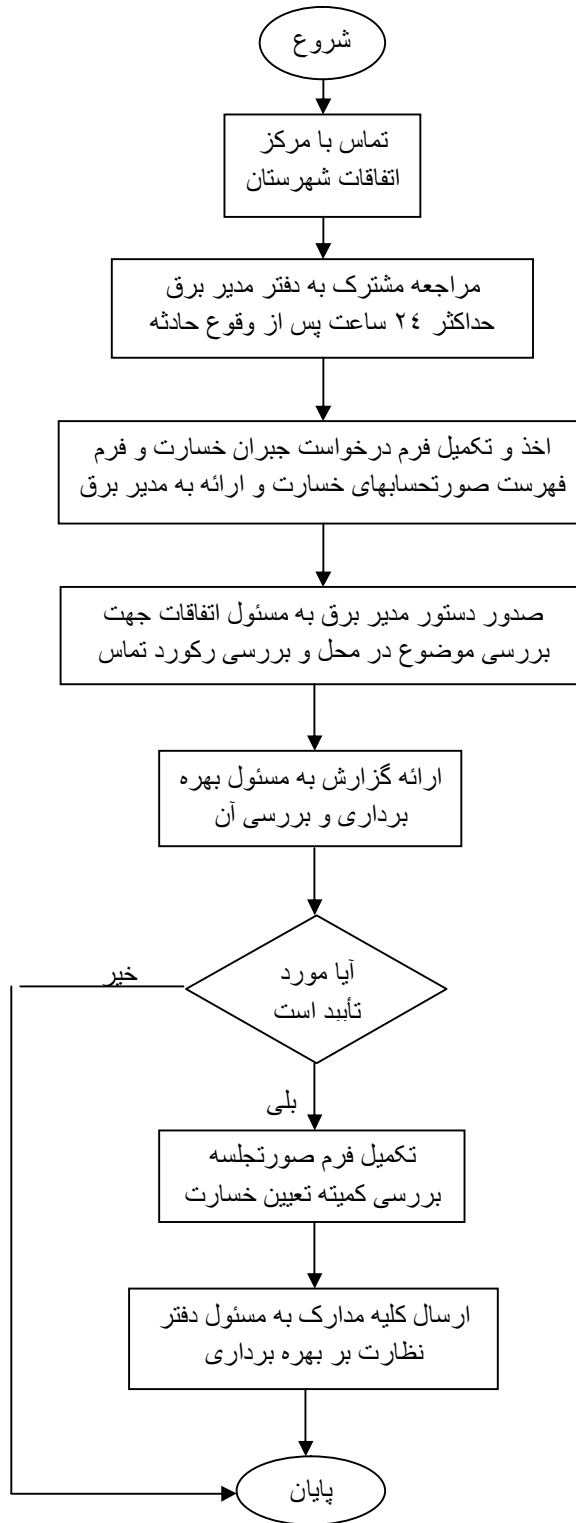 شروع
تماس با مرکز
اتفاقات شهرستان
مراجعه مشترک به دفتر مدیر برق
حداکثر ٢٤ ساعت پس از وقوع حادثه
اخذ و تکمیل فرم درخواست جبران خسارت و فرم
فهرست صورتحسابهای خسارت و ارائه به مدیر برق
صدور دستور مدیر برق به مسئول اتفاقات جهت
بررسی موضوع در محل و بررسی رکورد تماس
ارائه گزارش به مسئول بهره
برداری و بررسی آن
آیا مورد
تأیید است
خیر
بلی
تکمیل فرم صورتجلسه
بررسی کمیته تعیین خسارت
ارسال کلیه مدارک به مسئول دفتر
نظارت بر بهره برداری
پایان